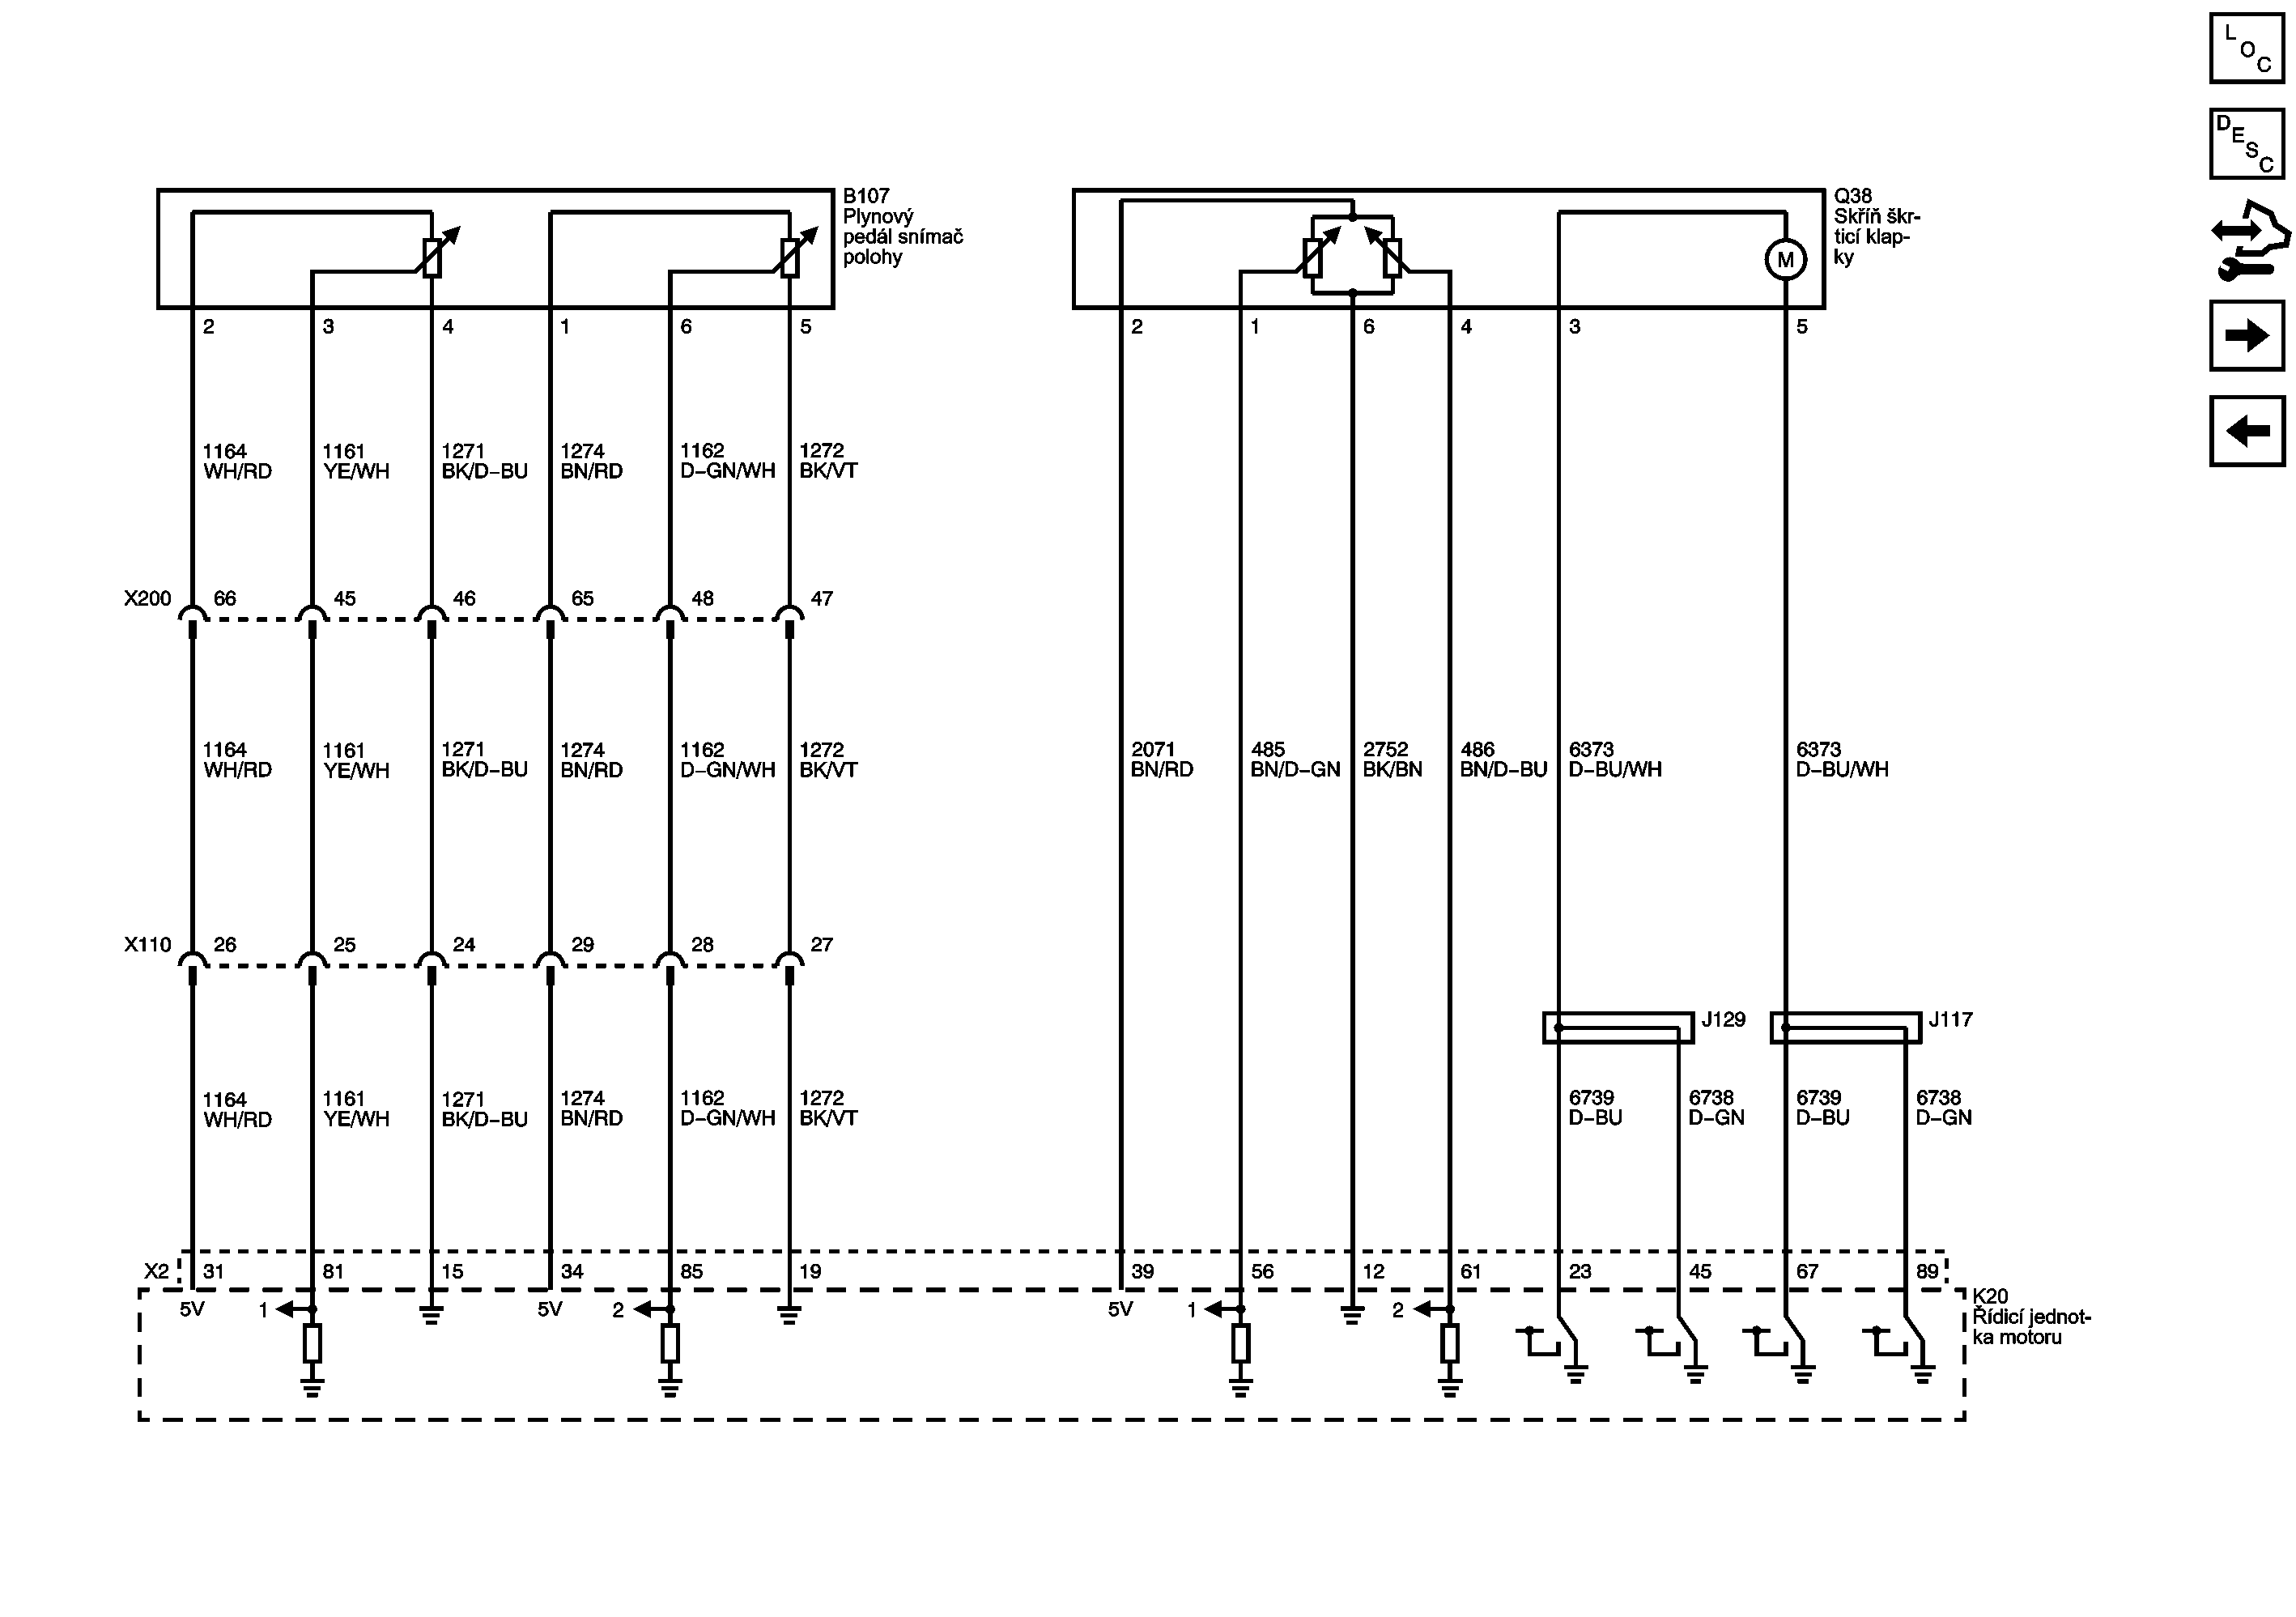 L
O
C
D
E
S
C
B107
Plynový
pedál snímač
polohy
Q38
Skříň škr-
ticí klap-
ky
M
2 3 4 1 6 5
2 1 6 4 3 5
1164 1161 1271 1274 1162 1272
WH/RD YE/WH BK/D-BU BN/RD D-GN/WH BK/VT
X200 66 45 46 65 48 47
1164 1161 1271 1274 1162 1272
WH/RD YE/WH BK/D-BU BN/RD D-GN/WH BK/VT
2071 485 2752 486 6373 6373
BN/RD BN/D-GN BK/BN BN/D-BU D-BU/WH D-BU/WH
X110 26 25 24 29 28 27
J129 J117
1164 1161 1271 1274 1162 1272
WH/RD YE/WH BK/D-BU BN/RD D-GN/WH BK/VT
6739 6738 6739 6738
D-BU D-GN D-BU D-GN
X2 31 81 15 34 85 19 39 56 12 61 23 45 67 89
5V 1 5V 2 5V 1 2
K20
Řídicí jednot-
ka motoru